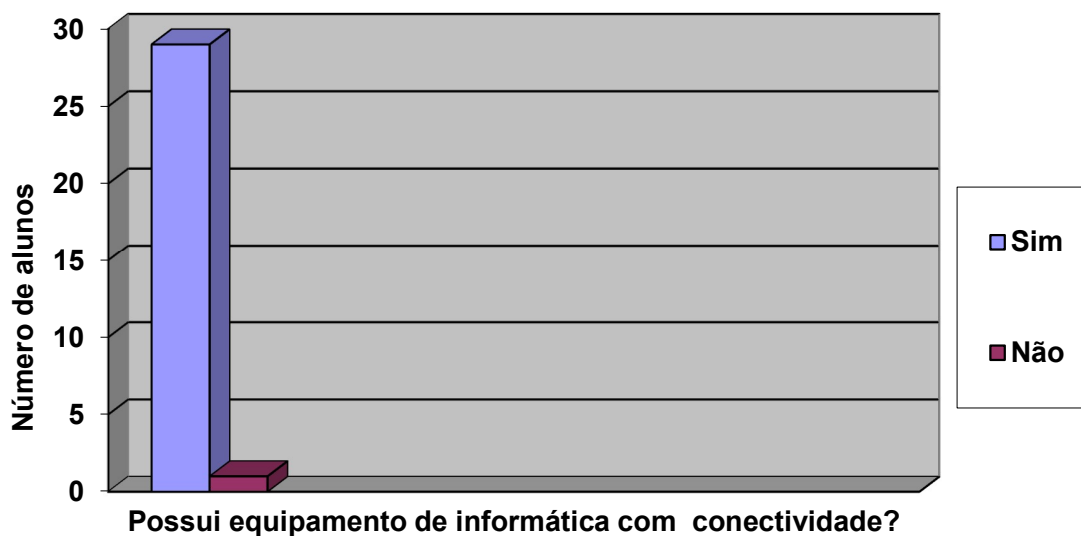 30
25
20
15
10
5
0
Número de alunos
Possui equipamento de informática com  conectividade?
Sim
Não